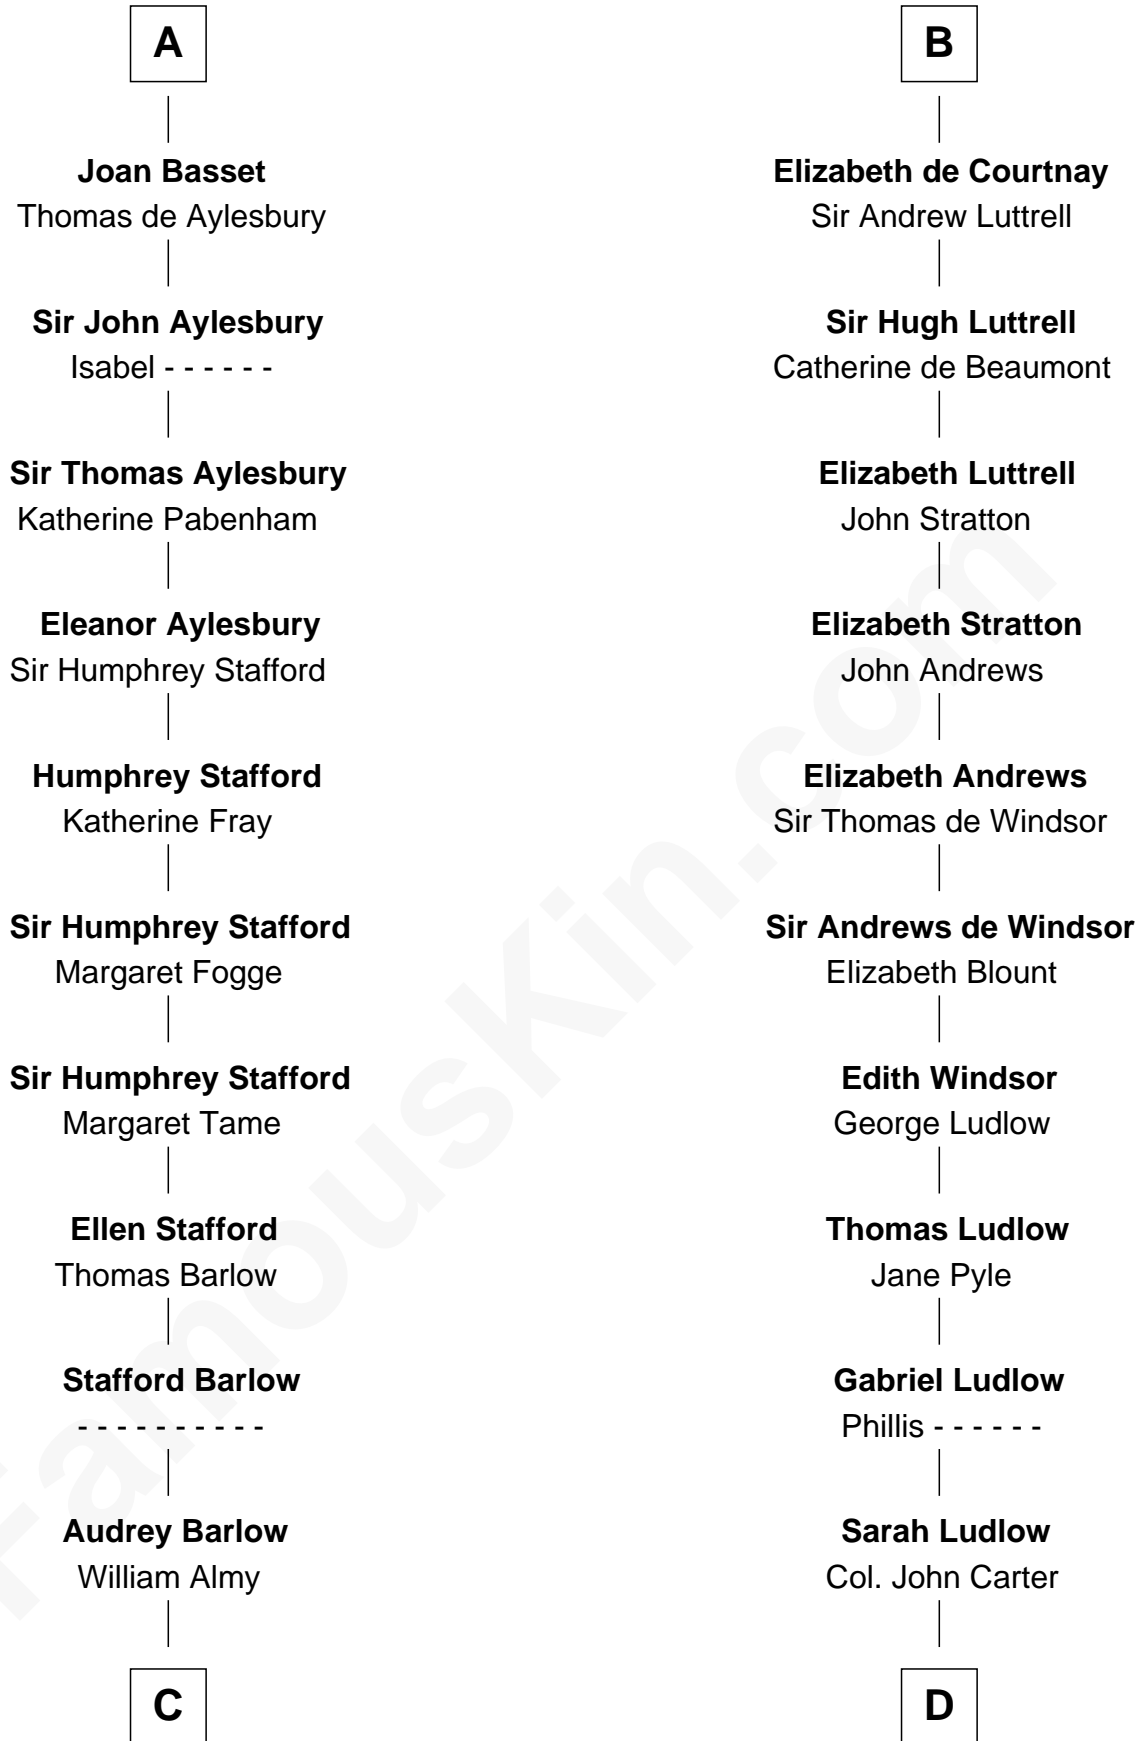 A
Joan Basset
Thomas de Aylesbury
Sir John Aylesbury
Isabel - - - - - -
Sir Thomas Aylesbury
Katherine Pabenham
Eleanor Aylesbury
Sir Humphrey Stafford
Humphrey Stafford
Katherine Fray
Sir Humphrey Stafford
Margaret Fogge
Sir Humphrey Stafford
Margaret Tame
Ellen Stafford
Thomas Barlow
Stafford Barlow
- - - - - - - - - -
Audrey Barlow
William Almy
C
B
Elizabeth de Courtnay
Sir Andrew Luttrell
Sir Hugh Luttrell
Catherine de Beaumont
Elizabeth Luttrell
John Stratton
Elizabeth Stratton
John Andrews
Elizabeth Andrews
Sir Thomas de Windsor
Sir Andrews de Windsor
Elizabeth Blount
Edith Windsor
George Ludlow
Thomas Ludlow
Jane Pyle
Gabriel Ludlow
Phillis - - - - - -
Sarah Ludlow
Col. John Carter
D
FamousKin.com